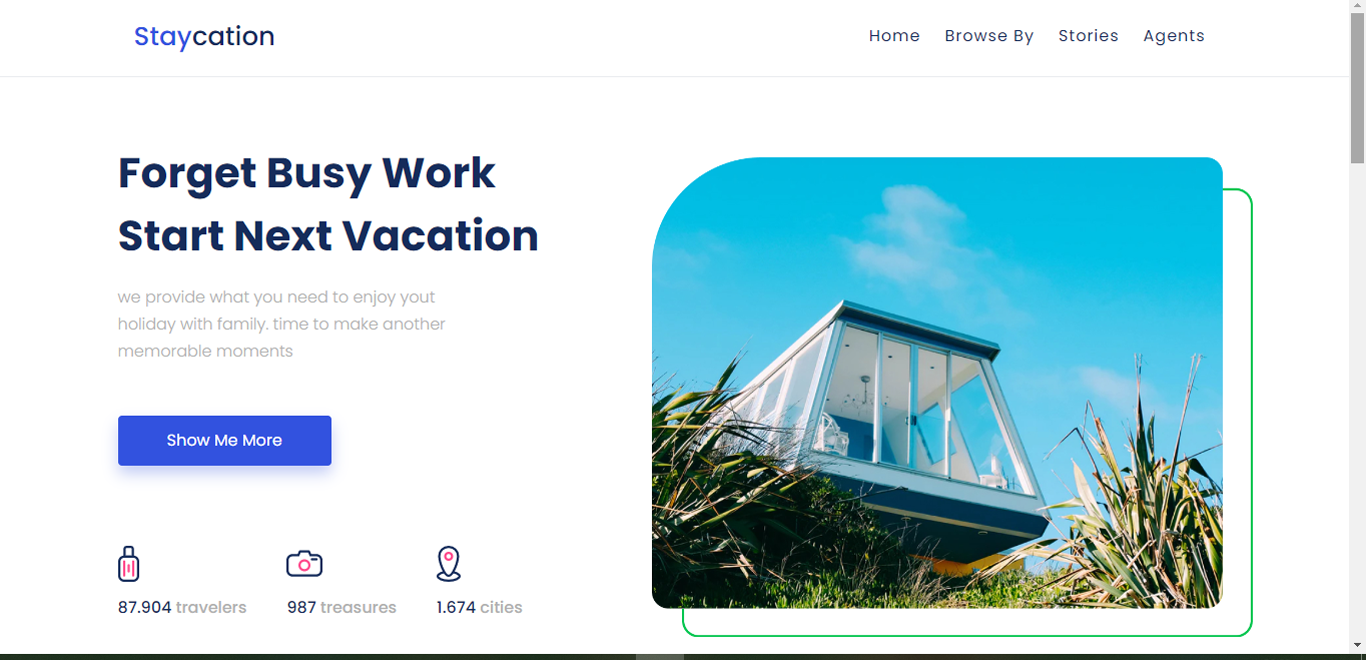 Staycation
Home Browse By Stories Agents
Forget Busy Work
Start Next Vacation
we provide what you need to enjoy yout
holiday with family. time to make another
memorable moments
Show Me More
87.904 travelers 987 treasures 1.674 cities